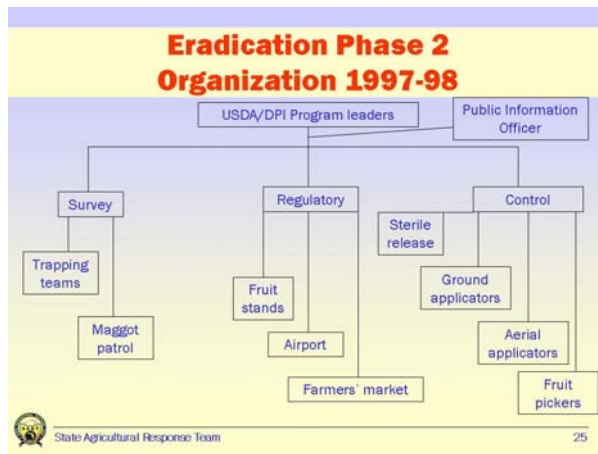 Eradication Phase 2
Organization 1997-98
USDA/DPI Program leaders
Public Information
Officer
Survey
Regulatory
Control
Sterile
release
Trapping
teams
Ground
applicators
Fruit
stands
Maggot
patrol
Airport
Aerial
applicators
Farmers' market
Fruit
pickers
State Agricultural Response Team
25